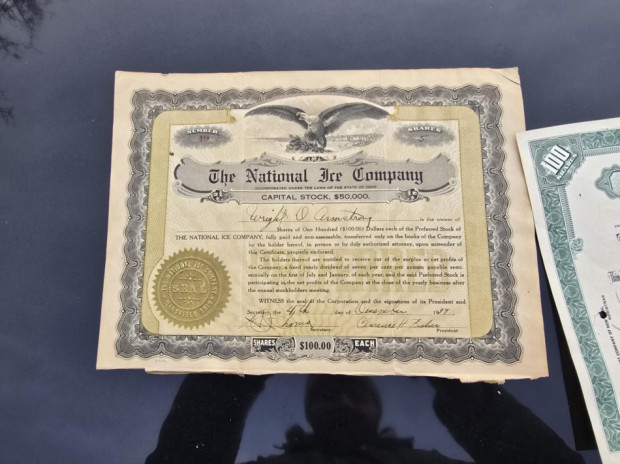 NUMBER
SHARES
The National Ice Company
INCORPORATED UNDER THE LAWS OF THE STATE OF OHIO
CAPITAL STOCK, $50,000.
Wright O Armstrong is the owner of
Shares of One Hundred ($100.00) Dollars each of the Preferred Stock of
THE NATIONAL ICE COMPANY, fully paid and non-assessable, transferred only on the books of the Company
by the holder hereof, in person or by duly authorized attorney, upon surrender of
this Certificate, properly endorsed.
The holders thereof are entitled to receive out of the surplus or net profits of
the Company, a fixed yearly dividend of seven per cent per annum payable semi-
annually on the first of July and January, of each year, and the said Preferred Stock is
participating in the net profits of the Company at the close of the yearly business after
the annual stockholders meeting.
WITNESS the seal of the Corporation and the signatures of its President and
Secretary, the day of
Secretary.
President
SEAL
SHARES $100.00 EACH
100